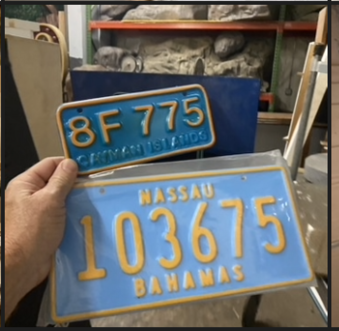 8F 775
CAYMAN ISLANDS
NASSAU
103675
BAHAMAS